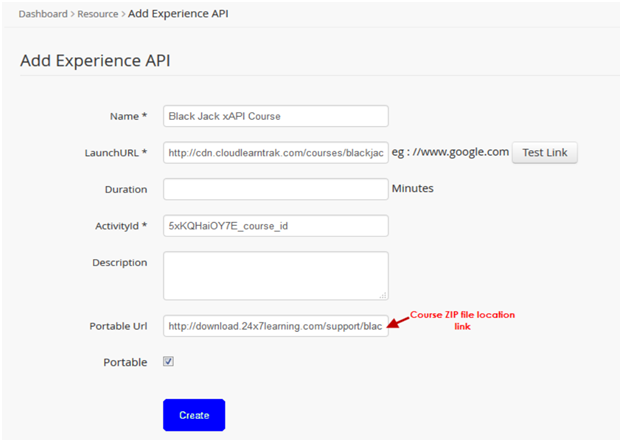 Dashboard > Resource > Add Experience API
Add Experience API
Name * Black Jack xAPI Course
LaunchURL * http://cdn.cloudlearntrak.com/courses/blackjac eg : //www.google.com Test Link
Duration Minutes
ActivityId * 5xKQHaiOY7E_course_id
Description
Portable Url http://download.24x7learning.com/support/blac Course ZIP file location
link
Portable
Create